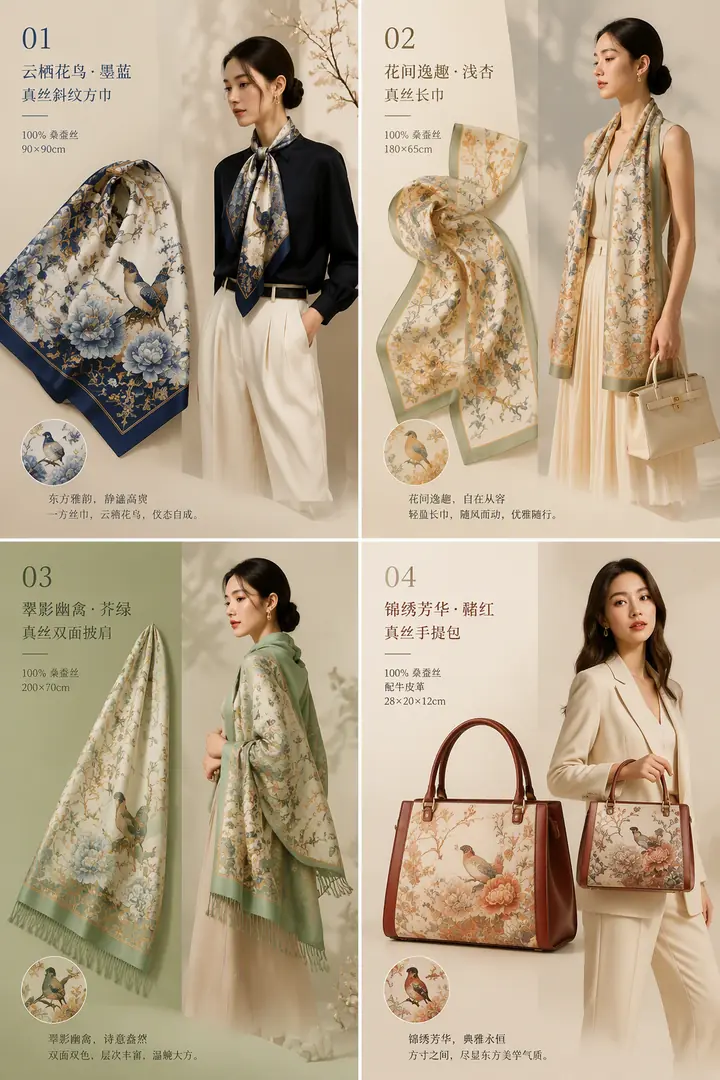 01
云栖花鸟·墨蓝
真丝斜纹方巾
100% 桑蚕丝
90×90cm
东方雅韵，静谧高奥
一方丝巾，云栖花鸟，仪态自成。
02
花间逸趣·浅杏
真丝长巾
100% 桑蚕丝
180×65cm
花间逸趣，自在从容
轻盈长巾，随风而动，优雅随行。
03
翠影幽禽·芥绿
真丝双面披肩
100% 桑蚕丝
200×70cm
翠影幽禽，诗意盎然
双面双色，层次丰富，温婉大方。
04
锦绣芳华·赭红
真丝手提包
100% 桑蚕丝
配牛皮革
28×20×12cm
锦绣芳华，典雅永恒
方寸之间，尽显东方美学气质。